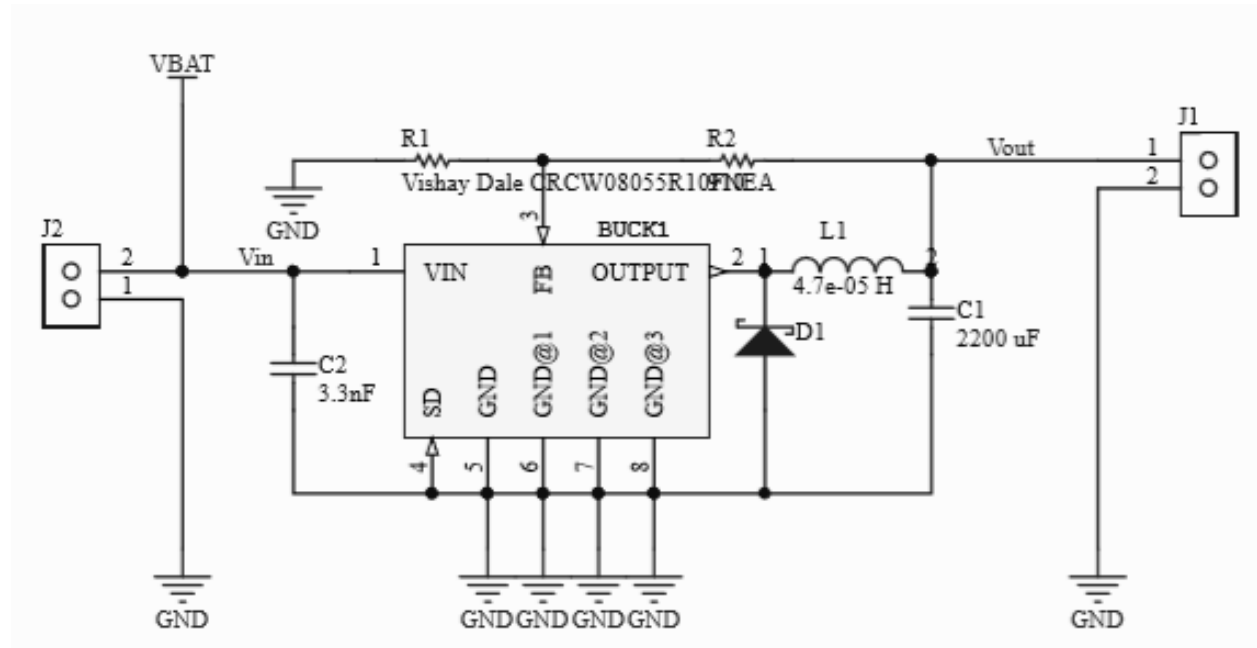 VBAT
J1
R1
R2
Vout
1
2
Vishay Dale CRCW08055R10FNEA
GND
3
BUCK1
J2
2
1
Vin
1
VIN
FB
OUTPUT
2
1
L1
2
4.7e-05 H
C1
2200 uF
D1
C2
3.3nF
SD
GND
GND@1
GND@2
GND@3
4
5
6
7
8
GND
GND
GND
GND
GND
GND